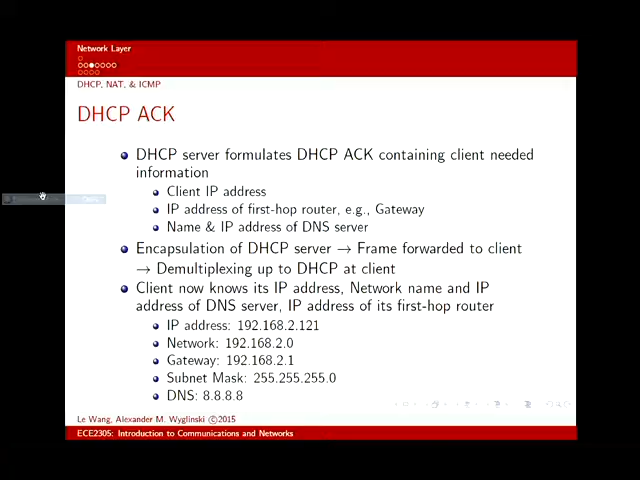 Network Layer
DHCP, NAT, & ICMP
DHCP ACK
DHCP server formulates DHCP ACK containing client needed
information
Client IP address
IP address of first-hop router, e.g., Gateway
Name & IP address of DNS server
Encapsulation of DHCP server → Frame forwarded to client
→ Demultiplexing up to DHCP at client
Client now knows its IP address, Network name and IP
address of DNS server, IP address of its first-hop router
IP address: 192.168.2.121
Network: 192.168.2.0
Gateway: 192.168.2.1
Subnet Mask: 255.255.255.0
DNS: 8.8.8.8
Le Wang, Alexander M. Wyglinski ©2015
ECE2305: Introduction to Communications and Networks